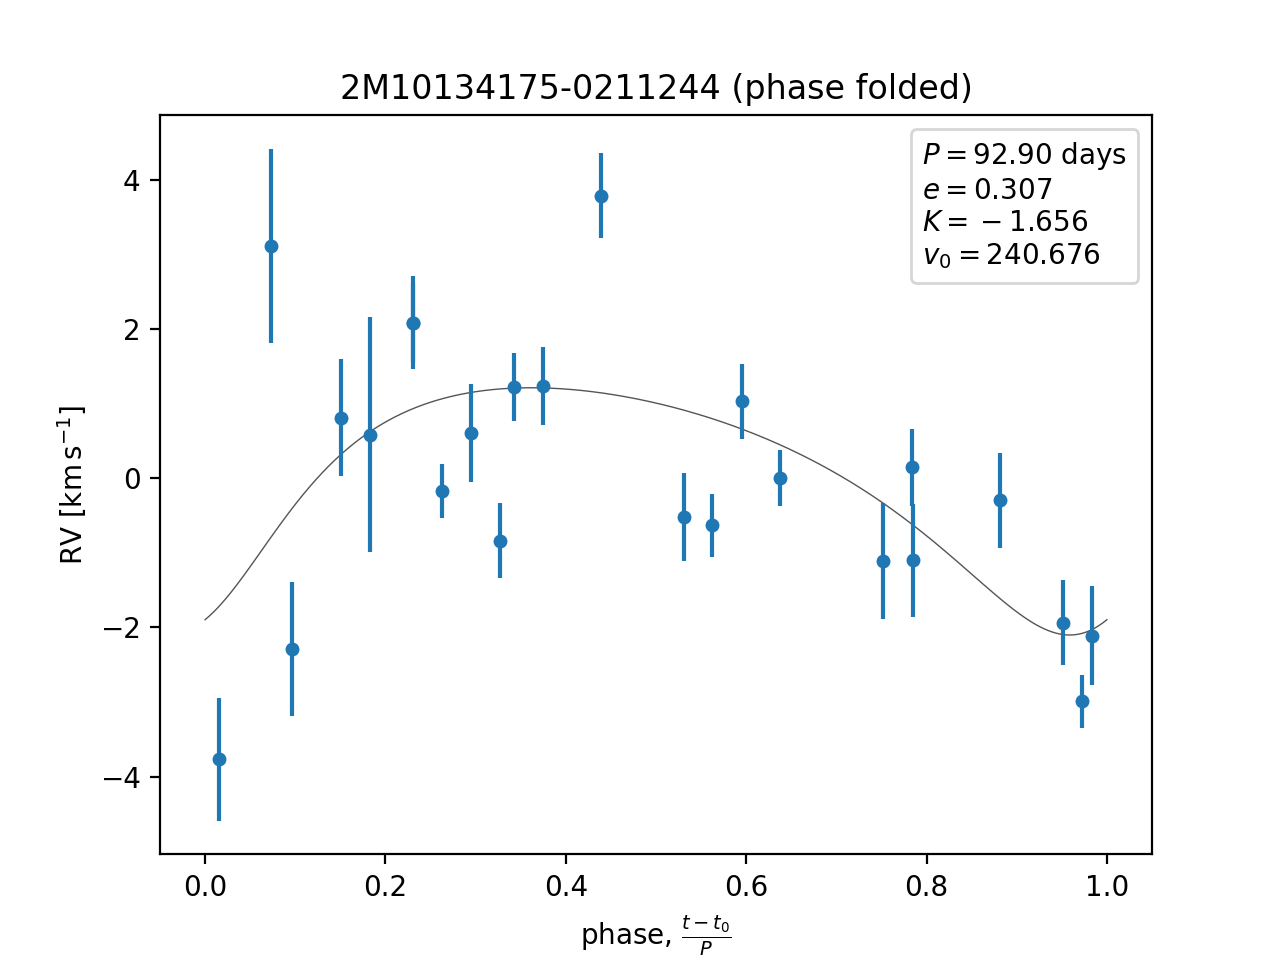 2M10134175-0211244 (phase folded)
P = 92.90 days
e = 0.307
K = −1.656
v₀ = 240.676
4
2
0
−2
−4
RV [km s⁻¹]
0.0 0.2 0.4 0.6 0.8 1.0
phase, (t − t₀)/P